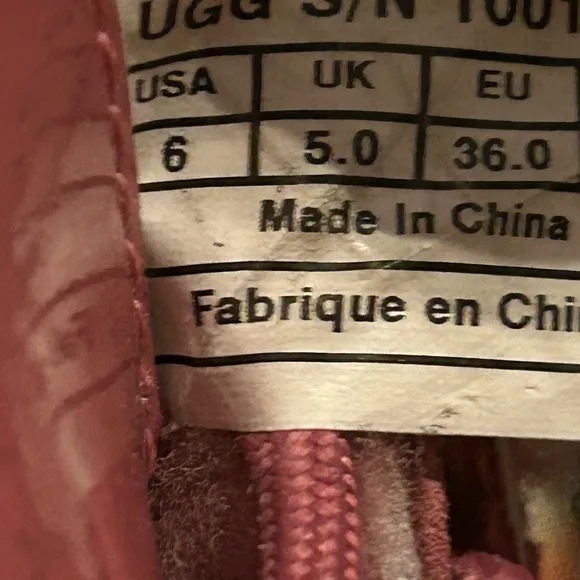 UGG S/N 1001
USA UK EU
6 5.0 36.0
Made In China
Fabrique en Chi